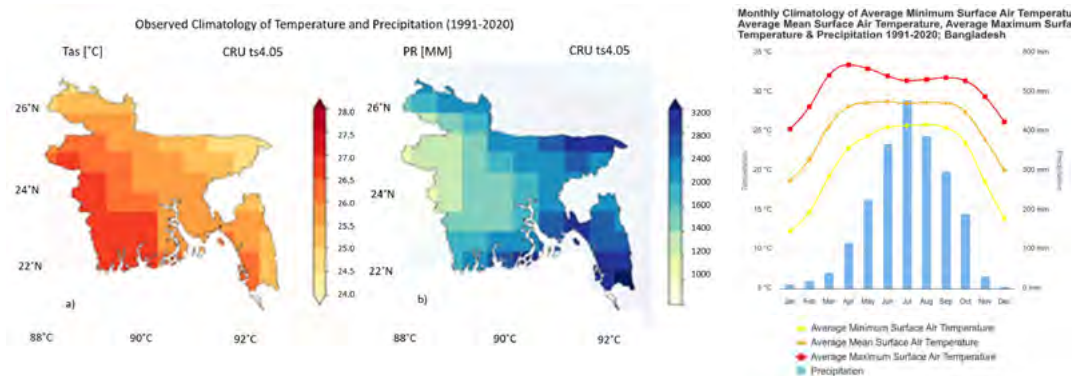 Observed Climatology of Temperature and Precipitation (1991-2020)
Tas [°C] CRU ts4.05
26°N
24°N
22°N
a)
88°C 90°C 92°C
28.0
27.5
27.0
26.5
26.0
25.5
25.0
24.5
24.0
PR [MM] CRU ts4.05
26°N
24°N
22°N
b)
88°C 90°C 92°C
3200
2800
2400
2000
1800
1600
1400
1200
1000
Monthly Climatology of Average Minimum Surface Air Temperatu
Average Mean Surface Air Temperature, Average Maximum Surfa
Temperature & Precipitation 1991-2020; Bangladesh
35 °C
30 °C
25 °C
20 °C
15 °C
10 °C
5 °C
Temperature
600 mm
500 mm
400 mm
300 mm
200 mm
100 mm
0 mm
Precipitation
Jan Feb Mar Apr May Jun Jul Aug Sep Oct Nov Dec
Average Minimum Surface Air Temperature
Average Mean Surface Air Temperature
Average Maximum Surface Air Temperature
Precipitation